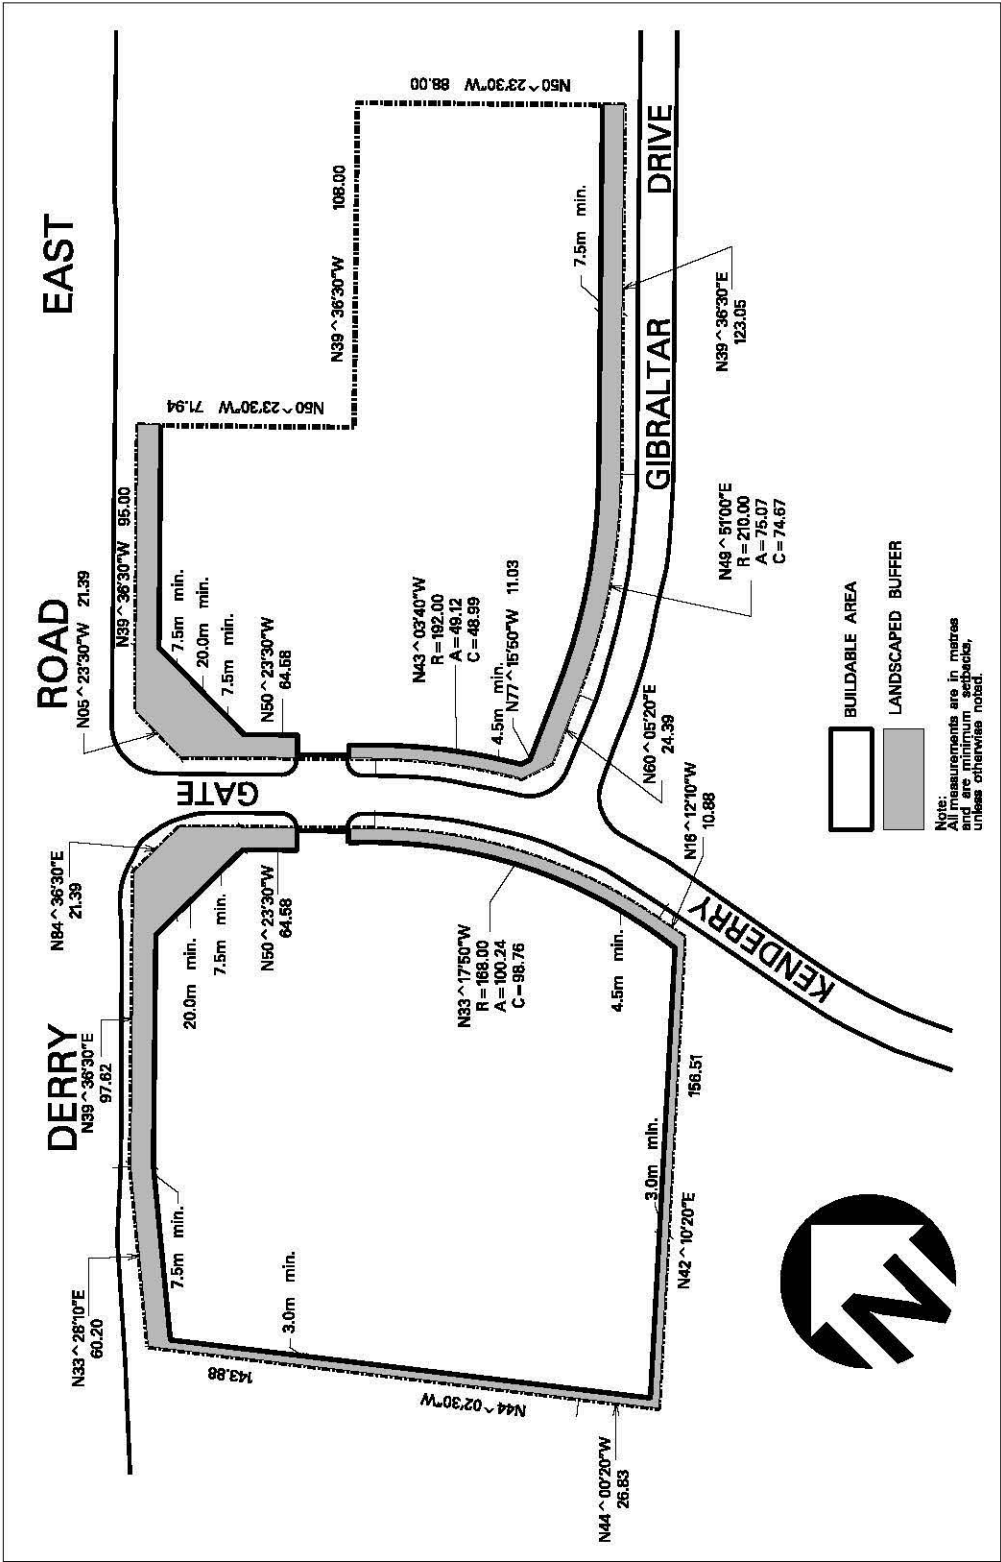 DERRY ROAD EAST
N33^28'10"E
60.20
N39^36'30"E
97.62
N84^36'30"E
21.39
N05^23'30"W 21.39
N39^36'30"W 95.00
7.5m min.
20.0m min.
7.5m min.
7.5m min.
20.0m min.
7.5m min.
N50^23'30"W
64.58
N50^23'30"W
64.58
GATE
N50^23'30"W 71.94
N39^36'30"W 108.00
N50^23'30"W 88.00
143.88
N44^02'30"W
3.0m min.
N33^17'50"W
R=168.00
A=100.24
C=98.76
N43^03'40"W
R=192.00
A=49.12
C=48.99
4.5m min.
N77^15'50"W 11.03
7.5m min.
4.5m min.
3.0m min.
N44^00'20"W
26.83
N42^10'20"E
156.51
N16^12'10"W
10.88
N60^05'20"E
24.39
N49^51'00"E
R=210.00
A=75.07
C=74.67
N39^36'30"E
123.05
GIBRALTAR DRIVE
KENDERRY
N
BUILDABLE AREA
LANDSCAPED BUFFER
Note:
All measurements are in metres
and are minimum setbacks,
unless otherwise noted.